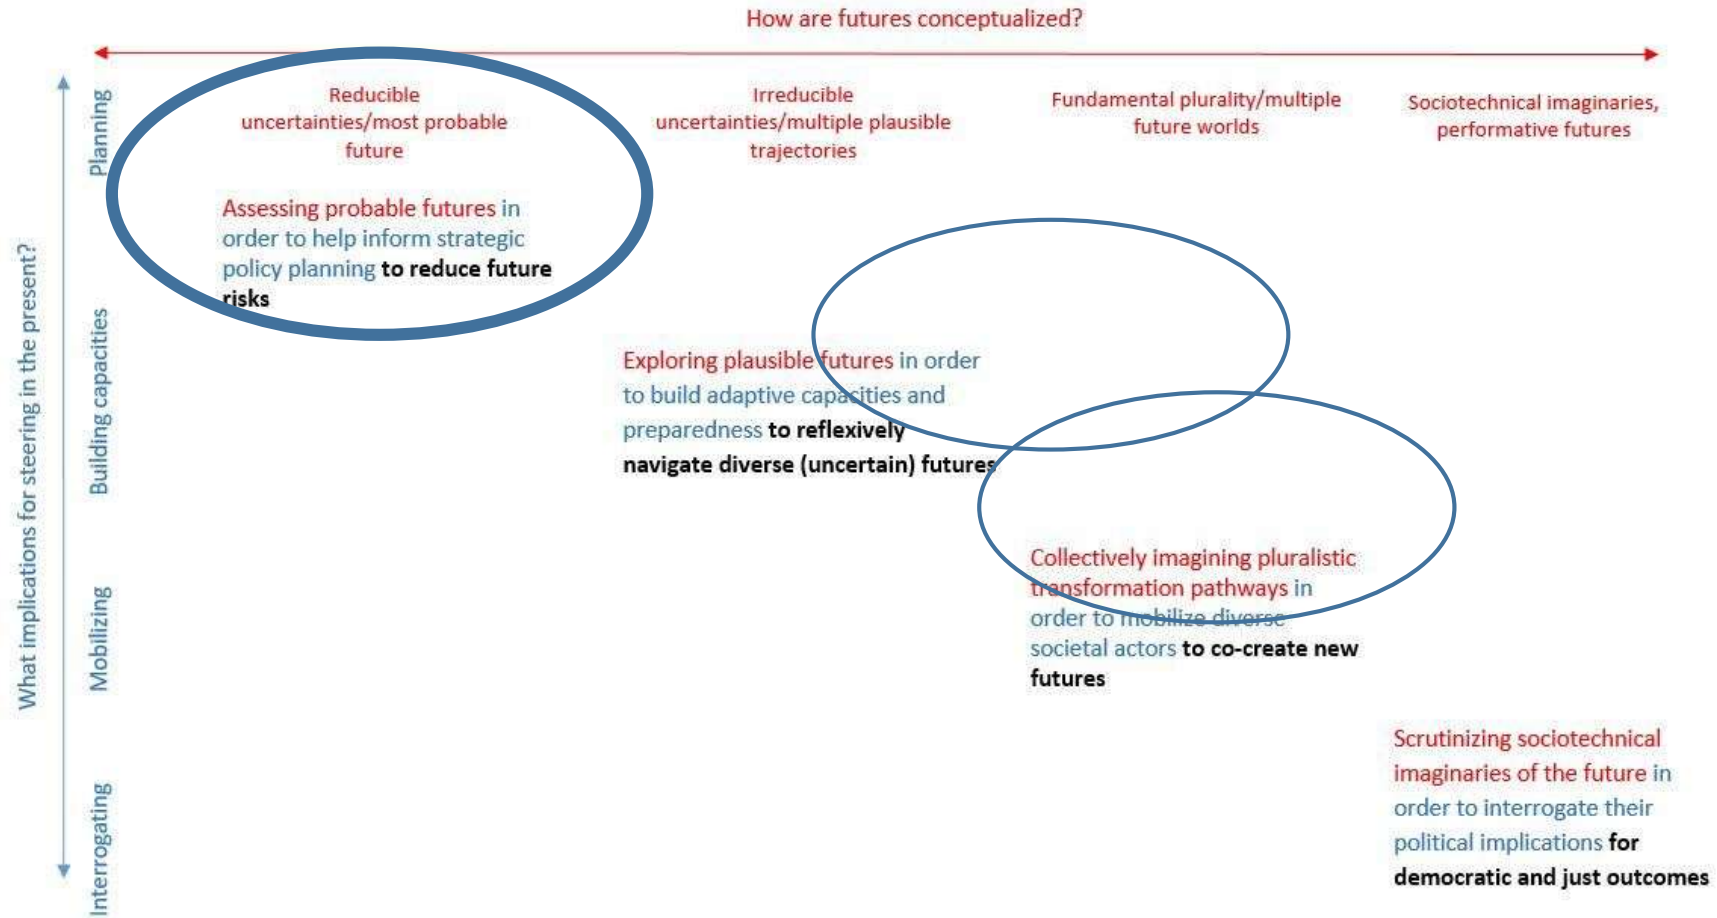 How are futures conceptualized?
What implications for steering in the present?
Planning
Building capacities
Mobilizing
Interrogating
Reducible
uncertainties/most probable
future
Irreducible
uncertainties/multiple plausible
trajectories
Fundamental plurality/multiple
future worlds
Sociotechnical imaginaries,
performative futures
Assessing probable futures in
order to help inform strategic
policy planning to reduce future
risks
Exploring plausible futures in order
to build adaptive capacities and
preparedness to reflexively
navigate diverse (uncertain) futures
Collectively imagining pluralistic
transformation pathways in
order to mobilize diverse
societal actors to co-create new
futures
Scrutinizing sociotechnical
imaginaries of the future in
order to interrogate their
political implications for
democratic and just outcomes